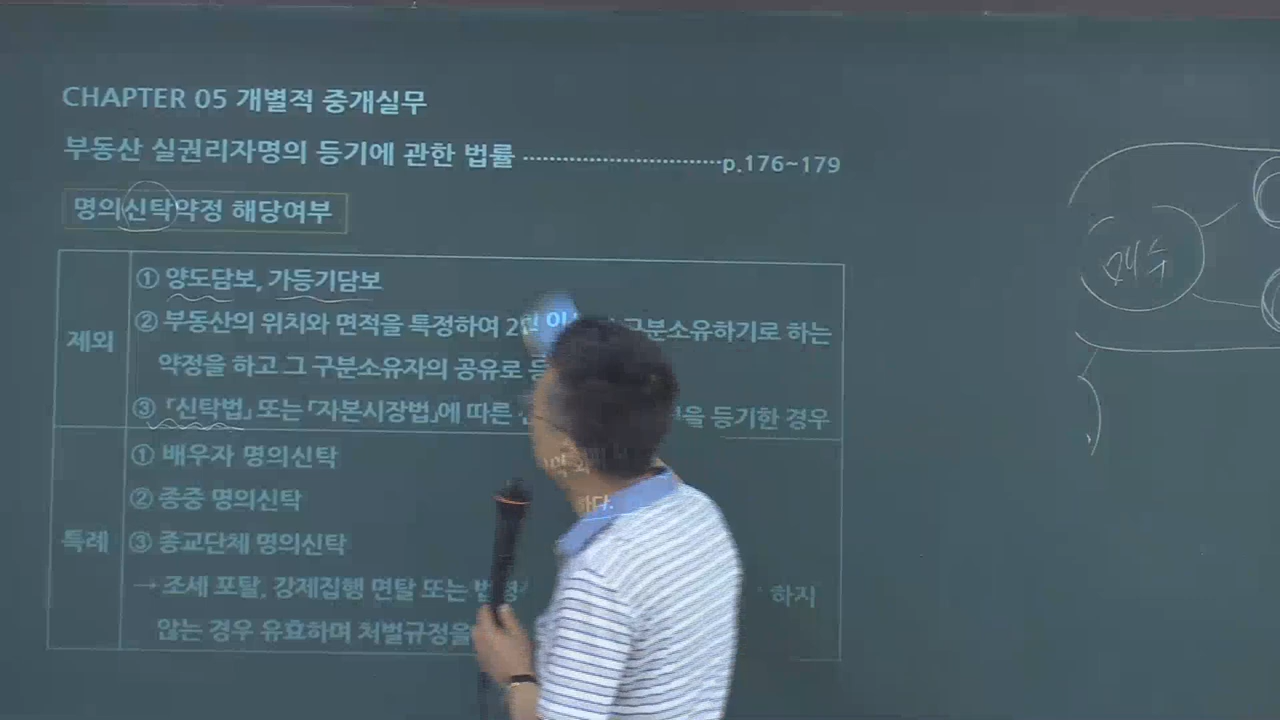 CHAPTER 05 개별적 중개실무
부동산 실권리자명의 등기에 관한 법률 ································ p.176~179
명의신탁약정 해당여부
제외
① 양도담보, 가등기담보
② 부동산의 위치와 면적을 특정하여 2인 구분소유하기로 하는
약정을 하고 그 구분소유자의 공유로
③ 「신탁법」 또는 「자본시장법」에 따른 등기한 경우
특례
① 배우자 명의신탁
② 종중 명의신탁
③ 종교단체 명의신탁
→ 조세 포탈, 강제집행 면탈 또는 하지
않는 경우 유효하며 처벌규정을
하다.
매수